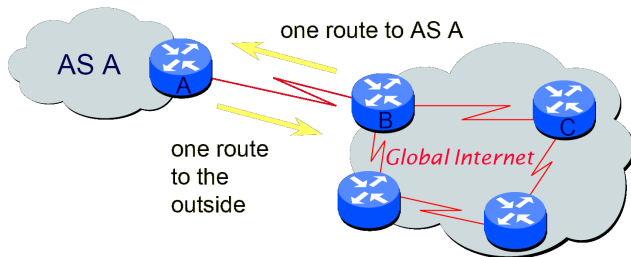 one route to AS A
AS A
A
B
C
Global Internet
one route
to the
outside